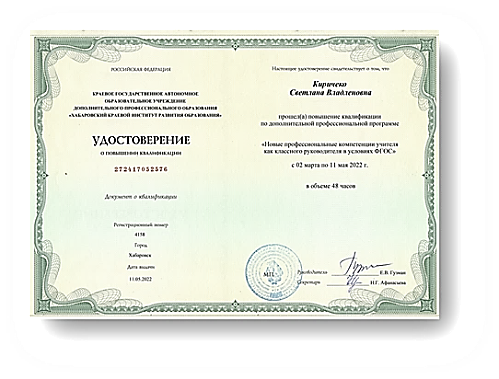 РОССИЙСКАЯ ФЕДЕРАЦИЯ
КРАЕВОЕ ГОСУДАРСТВЕННОЕ АВТОНОМНОЕ
ОБРАЗОВАТЕЛЬНОЕ УЧРЕЖДЕНИЕ
ДОПОЛНИТЕЛЬНОГО ПРОФЕССИОНАЛЬНОГО ОБРАЗОВАНИЯ
«ХАБАРОВСКИЙ КРАЕВОЙ ИНСТИТУТ РАЗВИТИЯ ОБРАЗОВАНИЯ»
УДОСТОВЕРЕНИЕ
О ПОВЫШЕНИИ КВАЛИФИКАЦИИ
272417052576
Документ о квалификации
Регистрационный номер
4158
Город
Хабаровск
Дата выдачи
11.05.2022
Настоящее удостоверение свидетельствует о том, что
Киричеко
Светлана Владленовна
прошел(а) повышение квалификации
по дополнительной профессиональной программе
«Новые профессиональные компетенции учителя
как классного руководителя в условиях ФГОС»
с 02 марта по 11 мая 2022 г.
в объеме 48 часов
М.П.
Руководитель
Е.В. Гузман
Секретарь
Н.Г. Афанасьева